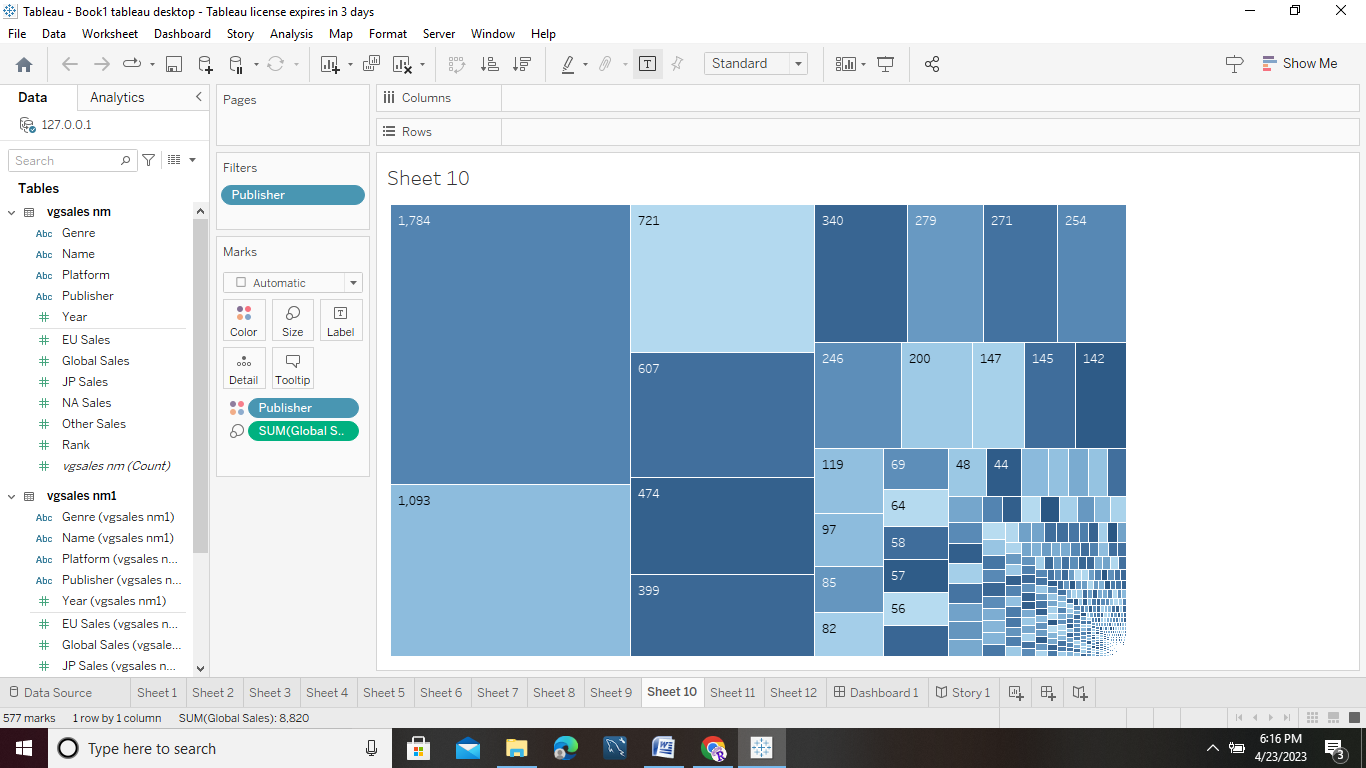 Tableau - Book1 tableau desktop - Tableau license expires in 3 days
File Data Worksheet Dashboard Story Analysis Map Format Server Window Help
Standard
Show Me
Data Analytics
127.0.0.1
Search
Tables
vgsales nm
Abc Genre
Abc Name
Abc Platform
Abc Publisher
Year
EU Sales
Global Sales
JP Sales
NA Sales
Other Sales
Rank
vgsales nm (Count)
vgsales nm1
Abc Genre (vgsales nm1)
Abc Name (vgsales nm1)
Abc Platform (vgsales n...
Abc Publisher (vgsales n...
Year (vgsales nm1)
EU Sales (vgsales n...
Global Sales (vgsale...
JP Sales (vgsales n...
Pages
Filters
Publisher
Marks
Automatic
Color Size Label
Detail Tooltip
Publisher
SUM(Global S..
Columns
Rows
Sheet 10
1,784 721 340 279 271 254
607 246 200 147 145 142
1,093 474 119 69 48 44
399 97 64
85 58
82 57
56
Data Source Sheet 1 Sheet 2 Sheet 3 Sheet 4 Sheet 5 Sheet 6 Sheet 7 Sheet 8 Sheet 9 Sheet 10 Sheet 11 Sheet 12 Dashboard 1 Story 1
577 marks 1 row by 1 column SUM(Global Sales): 8,820
Type here to search
6:16 PM
4/23/2023
3